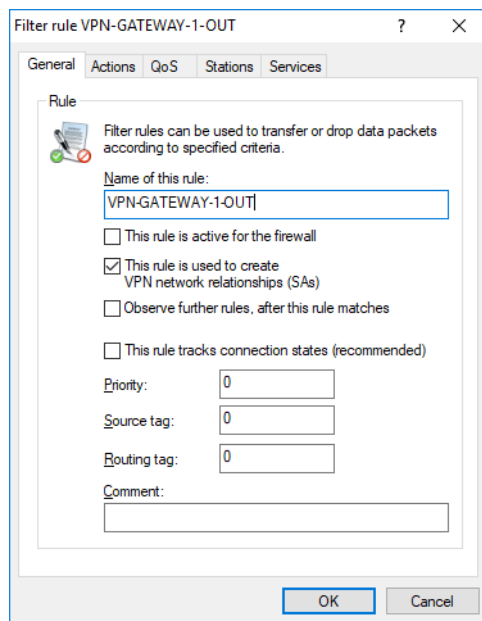 Filter rule VPN-GATEWAY-1-OUT
?
General Actions QoS Stations Services
Rule
Filter rules can be used to transfer or drop data packets
according to specified criteria.
Name of this rule:
VPN-GATEWAY-1-OUT
This rule is active for the firewall
This rule is used to create
VPN network relationships (SAs)
Observe further rules, after this rule matches
This rule tracks connection states (recommended)
Priority: 0
Source tag: 0
Routing tag: 0
Comment:
OK Cancel